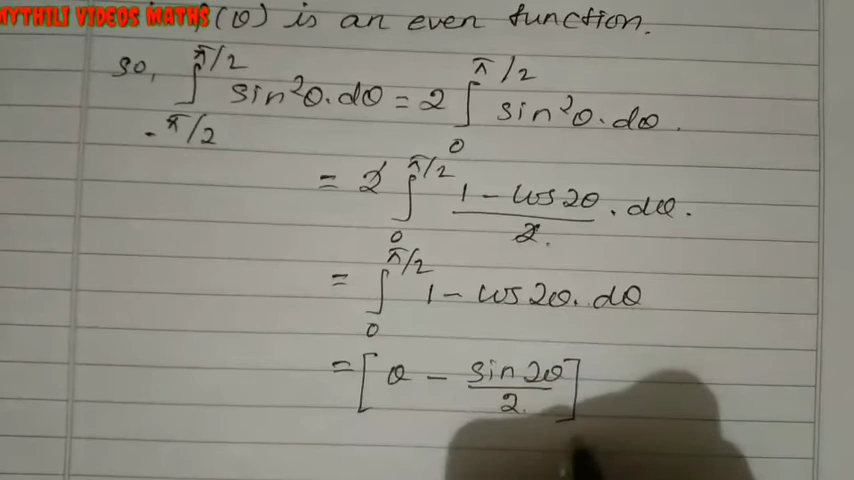 MYTHILI VIDEOS MATHS
(θ) is an even function.
so, ∫_{-π/2}^{π/2} sin²θ.dθ = 2 ∫_0^{π/2} sin²θ.dθ.
= 2 ∫_0^{π/2} (1 - cos2θ)/2 . dθ.
= ∫_0^{π/2} 1 - cos2θ. dθ
= [θ - sin2θ/2]